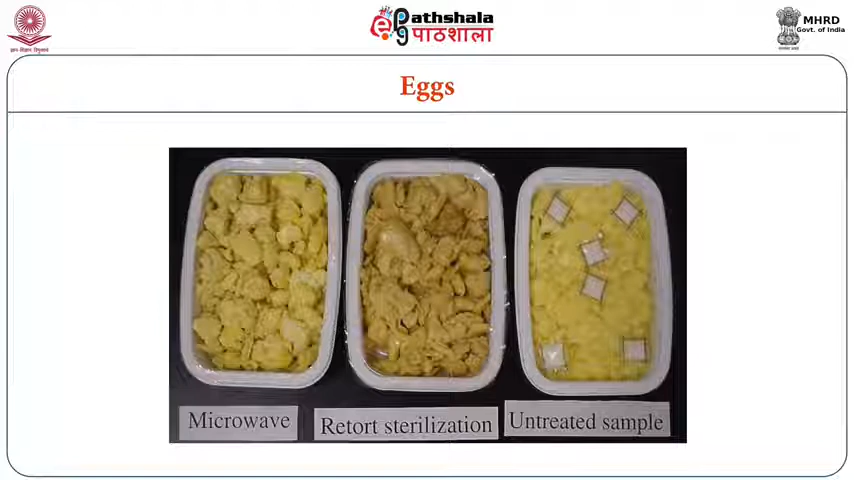 Pathshala
पाठशाला
MHRD
Govt. of India
Eggs
Microwave
Retort sterilization
Untreated sample